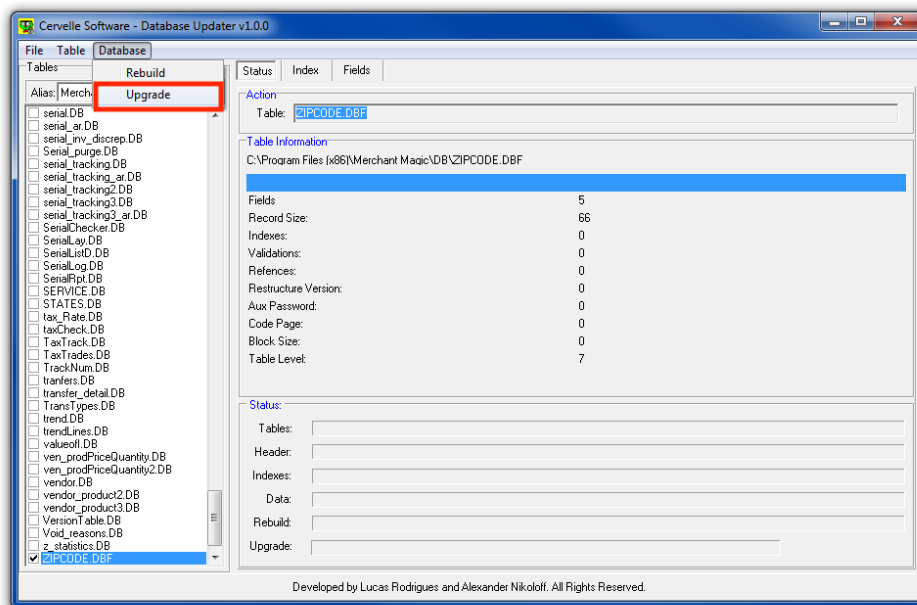 Cervelle Software - Database Updater v1.0.0
File Table Database
Rebuild
Upgrade
Tables
Alias: Mercha
serial.DB
serial_ar.DB
serial_inv_discrep.DB
Serial_purge.DB
serial_tracking.DB
serial_tracking_ar.DB
serial_tracking2.DB
serial_tracking3.DB
serial_tracking3_ar.DB
SerialChecker.DB
SerialLay.DB
SerialListD.DB
SerialLog.DB
SerialRpt.DB
SERVICE.DB
STATES.DB
tax_Rate.DB
taxCheck.DB
TaxTrack.DB
TaxTrades.DB
TrackNum.DB
tranfers.DB
transfer_detail.DB
TransTypes.DB
trend.DB
trendLines.DB
valueofI.DB
ven_prodPriceQuantity.DB
ven_prodPriceQuantity2.DB
vendor.DB
vendor_product2.DB
vendor_product3.DB
VersionTable.DB
Void_reasons.DB
z_statistics.DB
ZIPCODE.DBF
Status Index Fields
Action
Table: ZIPCODE.DBF
Table Information
C:\Program Files (x86)\Merchant Magic\DB\ZIPCODE.DBF
Fields 5
Record Size: 66
Indexes: 0
Validations: 0
Refences: 0
Restructure Version: 0
Aux Password: 0
Code Page: 0
Block Size: 0
Table Level: 7
Status:
Tables:
Header:
Indexes:
Data:
Rebuild:
Upgrade:
Developed by Lucas Rodrigues and Alexander Nikoloff. All Rights Reserved.